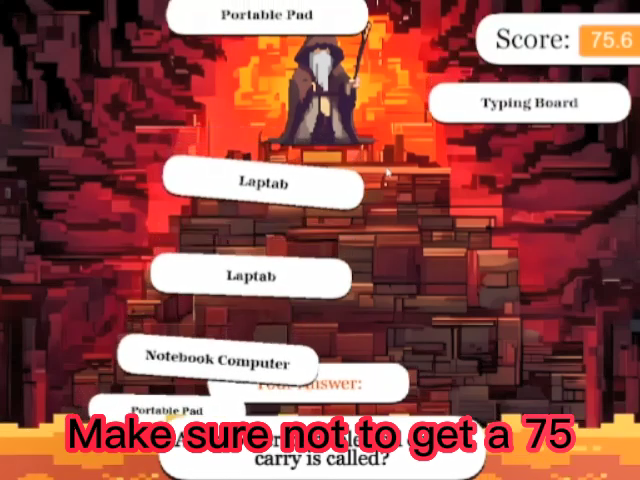 Portable Pad
Score: 75.6
Typing Board
Laptab
Laptab
Notebook Computer
Answer:
Portable Pad
Make sure not to get a 75
carry is called?